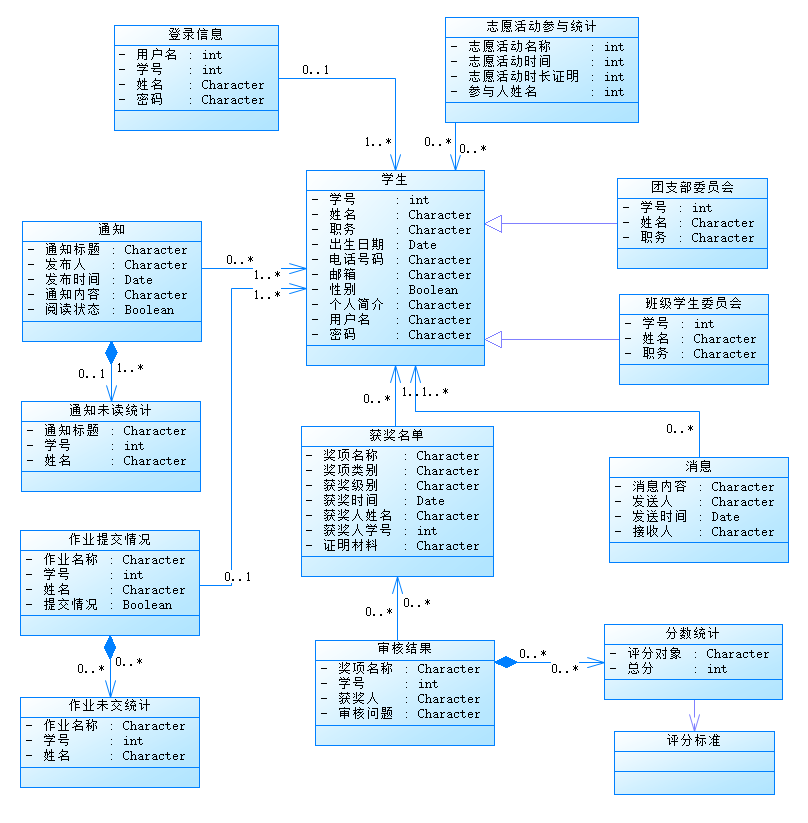 登录信息
- 用户名 : int
- 学号 : int
- 姓名 : Character
- 密码 : Character
志愿活动参与统计
- 志愿活动名称 : int
- 志愿活动时间 : int
- 志愿活动时长证明 : int
- 参与人姓名 : int
0..1
1..*
0..*
0..*
学生
- 学号 : int
- 姓名 : Character
- 职务 : Character
- 出生日期 : Date
- 电话号码 : Character
- 邮箱 : Character
- 性别 : Boolean
- 个人简介 : Character
- 用户名 : Character
- 密码 : Character
团支部委员会
- 学号 : int
- 姓名 : Character
- 职务 : Character
通知
- 通知标题 : Character
- 发布人 : Character
- 发布时间 : Date
- 通知内容 : Character
- 阅读状态 : Boolean
0..*
1..*
1..*
班级学生委员会
- 学号 : int
- 姓名 : Character
- 职务 : Character
0..1
1..*
通知未读统计
- 通知标题 : Character
- 学号 : int
- 姓名 : Character
0..*
1..1..*
0..*
获奖名单
- 奖项名称 : Character
- 奖项类别 : Character
- 获奖级别 : Character
- 获奖时间 : Date
- 获奖人姓名 : Character
- 获奖人学号 : int
- 证明材料 : Character
消息
- 消息内容 : Character
- 发送人 : Character
- 发送时间 : Date
- 接收人 : Character
作业提交情况
- 作业名称 : Character
- 学号 : int
- 姓名 : Character
- 提交情况 : Boolean
0..1
0..*
0..*
作业未交统计
- 作业名称 : Character
- 学号 : int
- 姓名 : Character
0..*
0..*
审核结果
- 奖项名称 : Character
- 学号 : int
- 获奖人 : Character
- 审核问题 : Character
0..*
0..*
分数统计
- 评分对象 : Character
- 总分 : int
评分标准